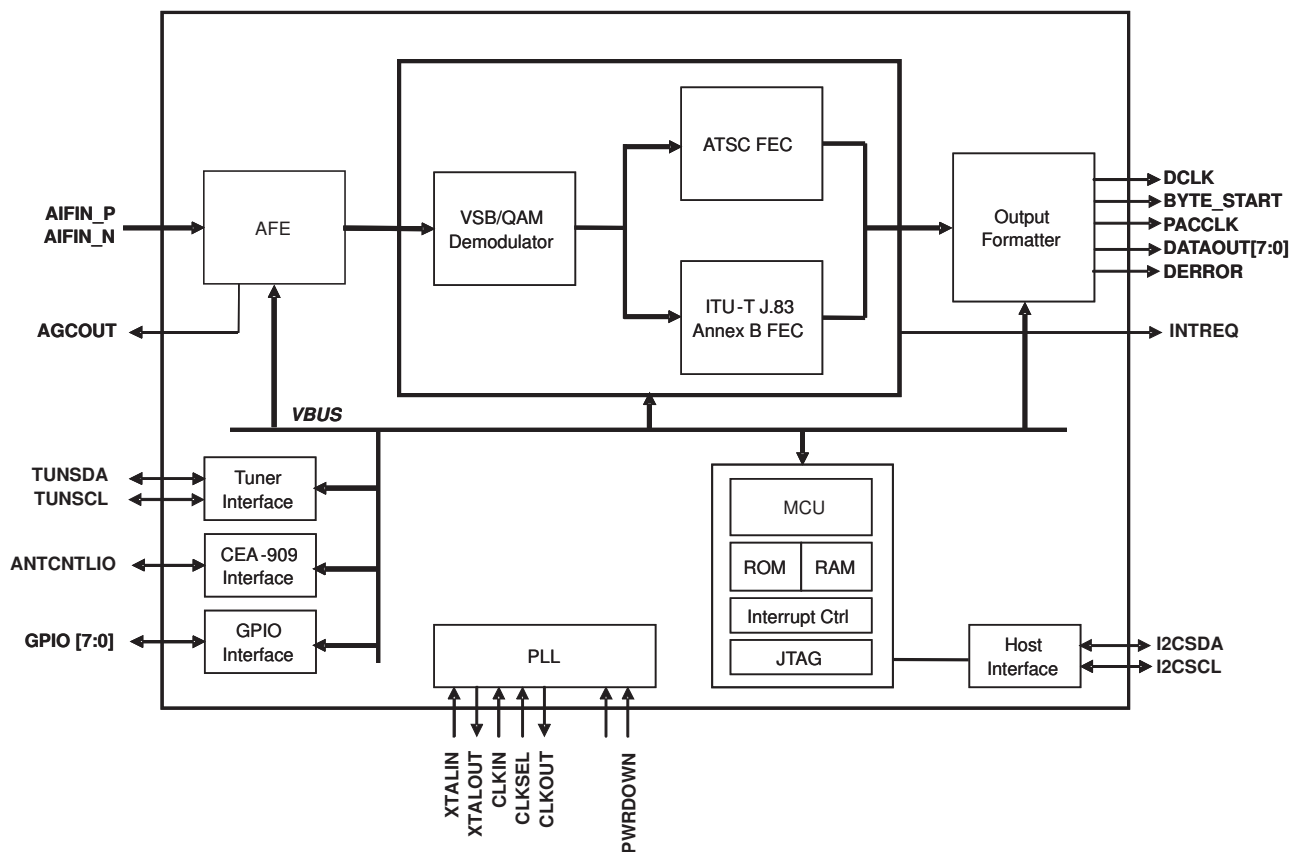 ATSC FEC
AIFIN_P
AIFIN_N
AFE
VSB/QAM
Demodulator
Output
Formatter
DCLK
BYTE_START
PACCLK
DATAOUT[7:0]
DERROR
ITU-T J.83
Annex B FEC
AGCOUT
INTREQ
VBUS
TUNSDA
TUNSCL
Tuner
Interface
MCU
ANTCNTLIO
CEA-909
Interface
ROM
RAM
Interrupt Ctrl
GPIO [7:0]
GPIO
Interface
PLL
JTAG
Host
Interface
I2CSDA
I2CSCL
XTALIN
XTALOUT
CLKIN
CLKSEL
CLKOUT
PWRDOWN